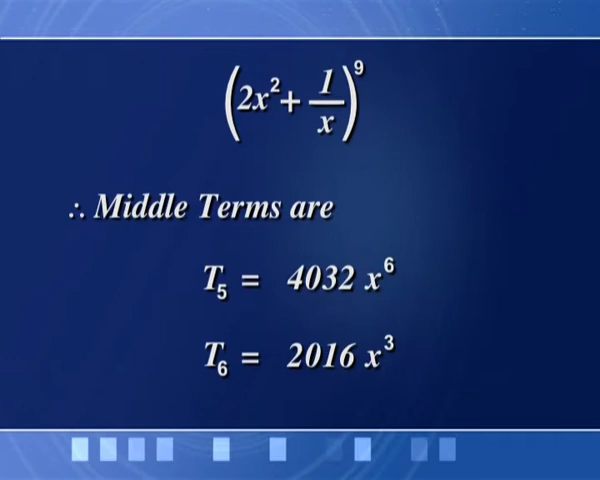 (2x²+ 1/x)⁹
∴ Middle Terms are
T₅ = 4032 x⁶
T₆ = 2016 x³